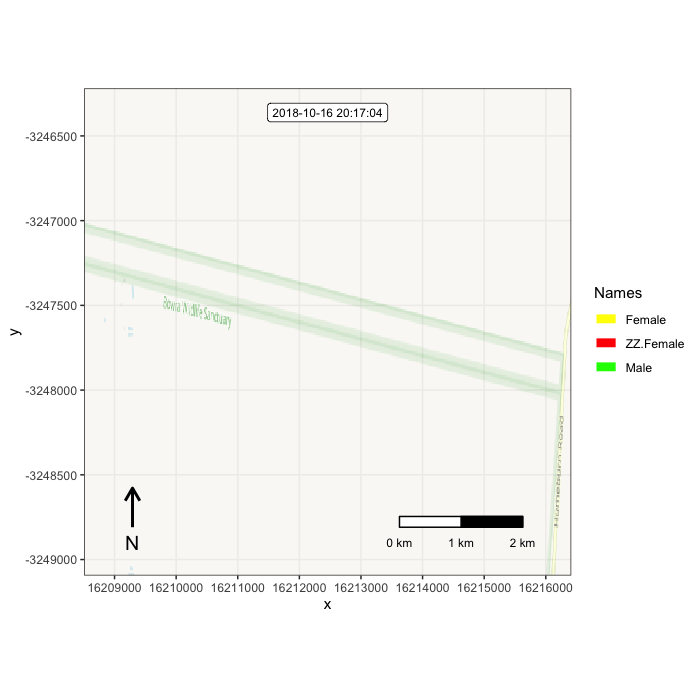 2018-10-16 20:17:04
-3246500
-3247000
-3247500
-3248000
-3248500
-3249000
y
Bowra Wildlife Sanctuary
N
0 km 1 km 2 km
16209000 16210000 16211000 16212000 16213000 16214000 16215000 16216000
x
Names
Female
ZZ.Female
Male